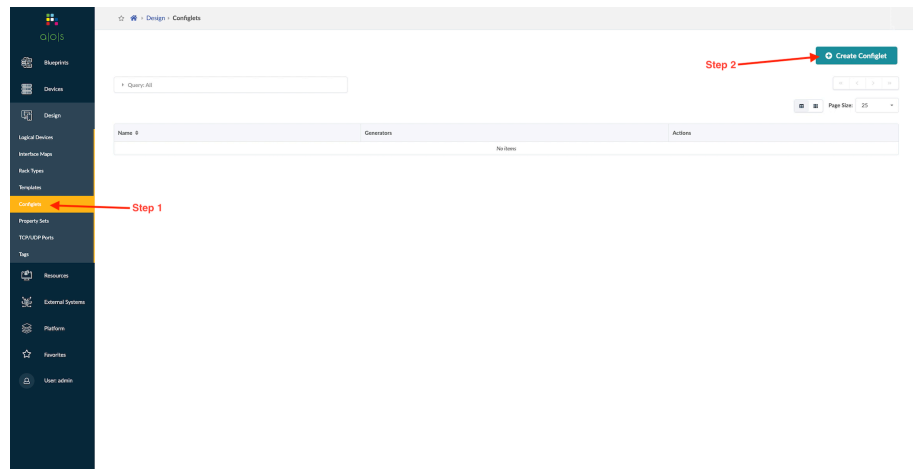 a|o|s
Blueprints
Devices
Design
Logical Devices
Interface Maps
Rack Types
Templates
Configlets
Property Sets
TCP/UDP Ports
Tags
Resources
External Systems
Platform
Favorites
User: admin
Design › Configlets
Create Configlet
Step 2
Query: All
Page Size: 25
Name Generators Actions
No items
Step 1